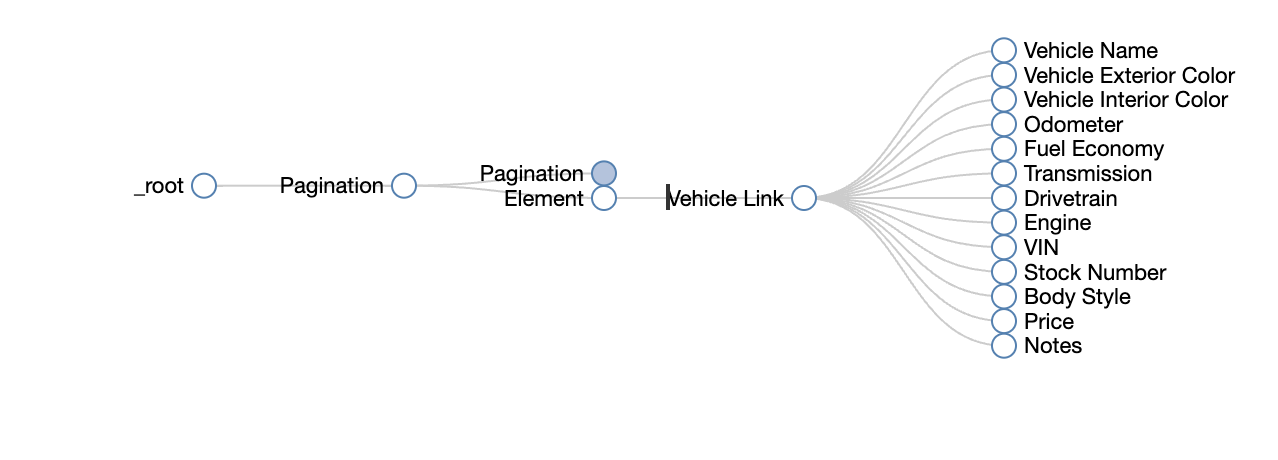 _root
Pagination
Pagination
Element
Vehicle Link
Vehicle Name
Vehicle Exterior Color
Vehicle Interior Color
Odometer
Fuel Economy
Transmission
Drivetrain
Engine
VIN
Stock Number
Body Style
Price
Notes